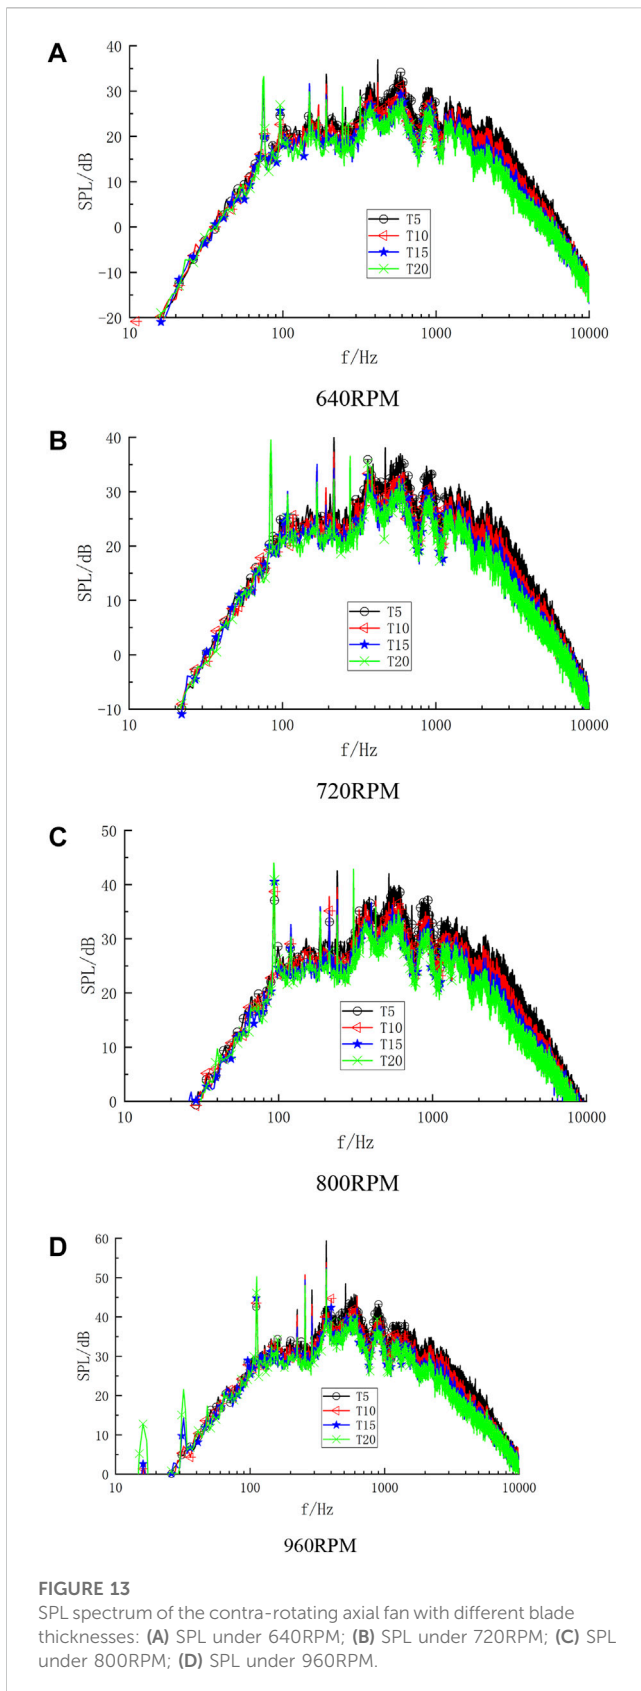 A
SPL/dB
40
30
20
10
0
−10
−20
T5
T10
T15
T20
10
100
1000
10000
f/Hz
640RPM
B
SPL/dB
40
30
20
10
0
−10
T5
T10
T15
T20
10
100
1000
10000
f/Hz
720RPM
C
SPL/dB
50
40
30
20
10
0
T5
T10
T15
T20
10
100
1000
10000
f/Hz
800RPM
D
SPL/dB
60
50
40
30
20
10
0
T5
T10
T15
T20
10
100
1000
10000
f/Hz
960RPM
FIGURE 13
SPL spectrum of the contra-rotating axial fan with different blade
thicknesses: (A) SPL under 640RPM; (B) SPL under 720RPM; (C) SPL
under 800RPM; (D) SPL under 960RPM.